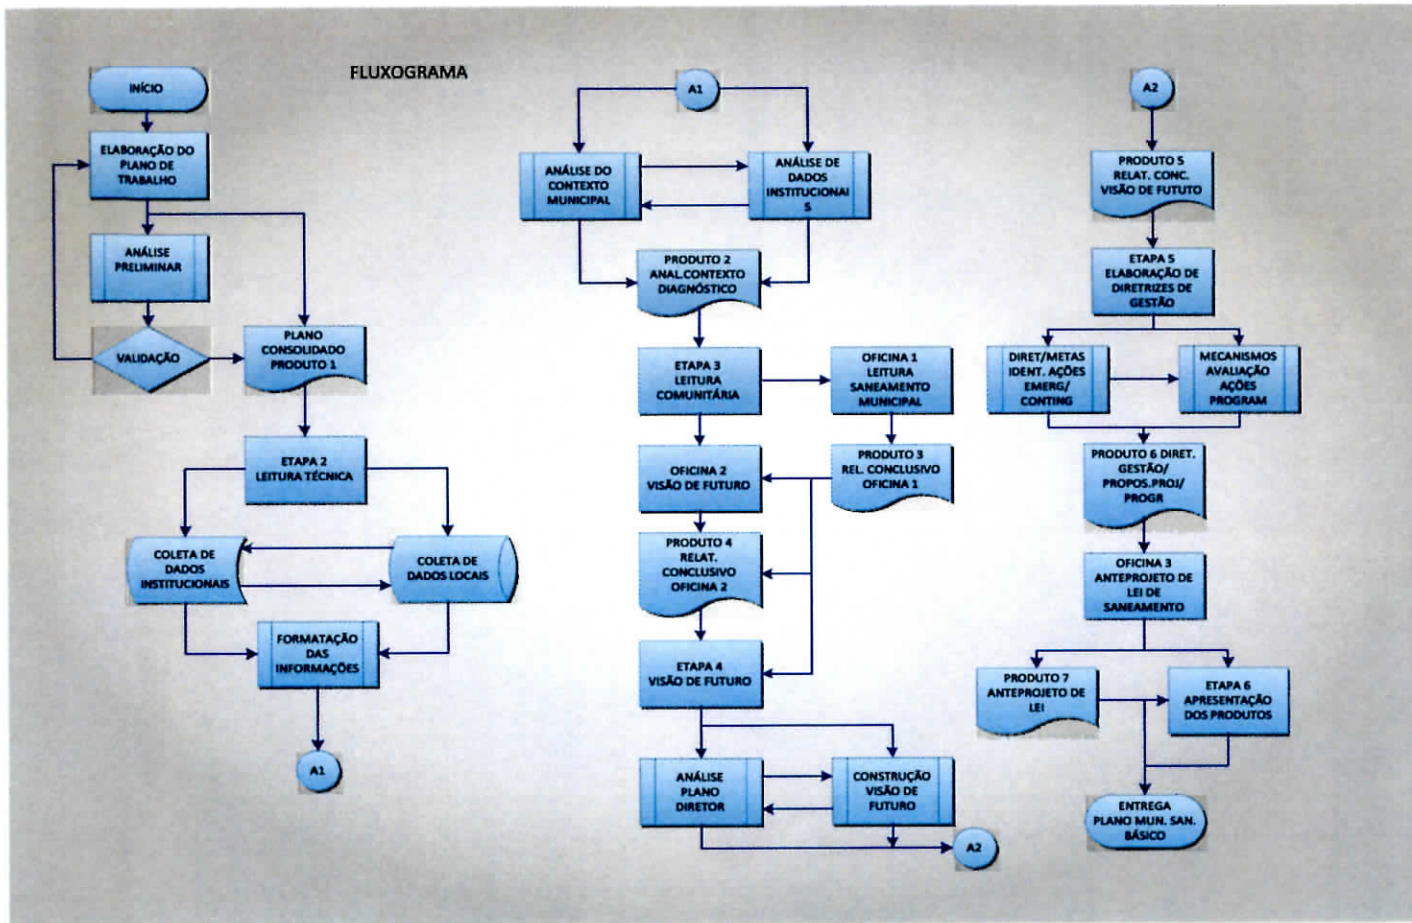 FLUXOGRAMA
INÍCIO
ELABORAÇÃO DO
PLANO DE
TRABALHO
ANÁLISE
PRELIMINAR
VALIDAÇÃO
PLANO
CONSOLIDADO
PRODUTO 1
ETAPA 2
LEITURA TÉCNICA
COLETA DE
DADOS
INSTITUCIONAIS
COLETA DE
DADOS LOCAIS
FORMATAÇÃO
DAS
INFORMAÇÕES
A1
A1
ANÁLISE DO
CONTEXTO
MUNICIPAL
ANÁLISE DE
DADOS
INSTITUCIONAI
S
PRODUTO 2
ANAL.CONTEXTO
DIAGNÓSTICO
ETAPA 3
LEITURA
COMUNITÁRIA
OFICINA 1
LEITURA
SANEAMENTO
MUNICIPAL
OFICINA 2
VISÃO DE FUTURO
PRODUTO 3
REL. CONCLUSIVO
OFICINA 1
PRODUTO 4
RELAT.
CONCLUSIVO
OFICINA 2
ETAPA 4
VISÃO DE FUTURO
ANÁLISE
PLANO
DIRETOR
CONSTRUÇÃO
VISÃO DE
FUTURO
A2
A2
PRODUTO 5
RELAT. CONC.
VISÃO DE FUTUTO
ETAPA 5
ELABORAÇÃO DE
DIRETRIZES DE
GESTÃO
DIRET/METAS
IDENT. AÇÕES
EMERG/
CONTING
MECANISMOS
AVALIAÇÃO
AÇÕES
PROGRAM
PRODUTO 6 DIRET.
GESTÃO/
PROPOS.PROJ/
PROGR
OFICINA 3
ANTEPROJETO DE
LEI DE
SANEAMENTO
PRODUTO 7
ANTEPROJETO DE
LEI
ETAPA 6
APRESENTAÇÃO
DOS PRODUTOS
ENTREGA
PLANO MUN. SAN.
BÁSICO